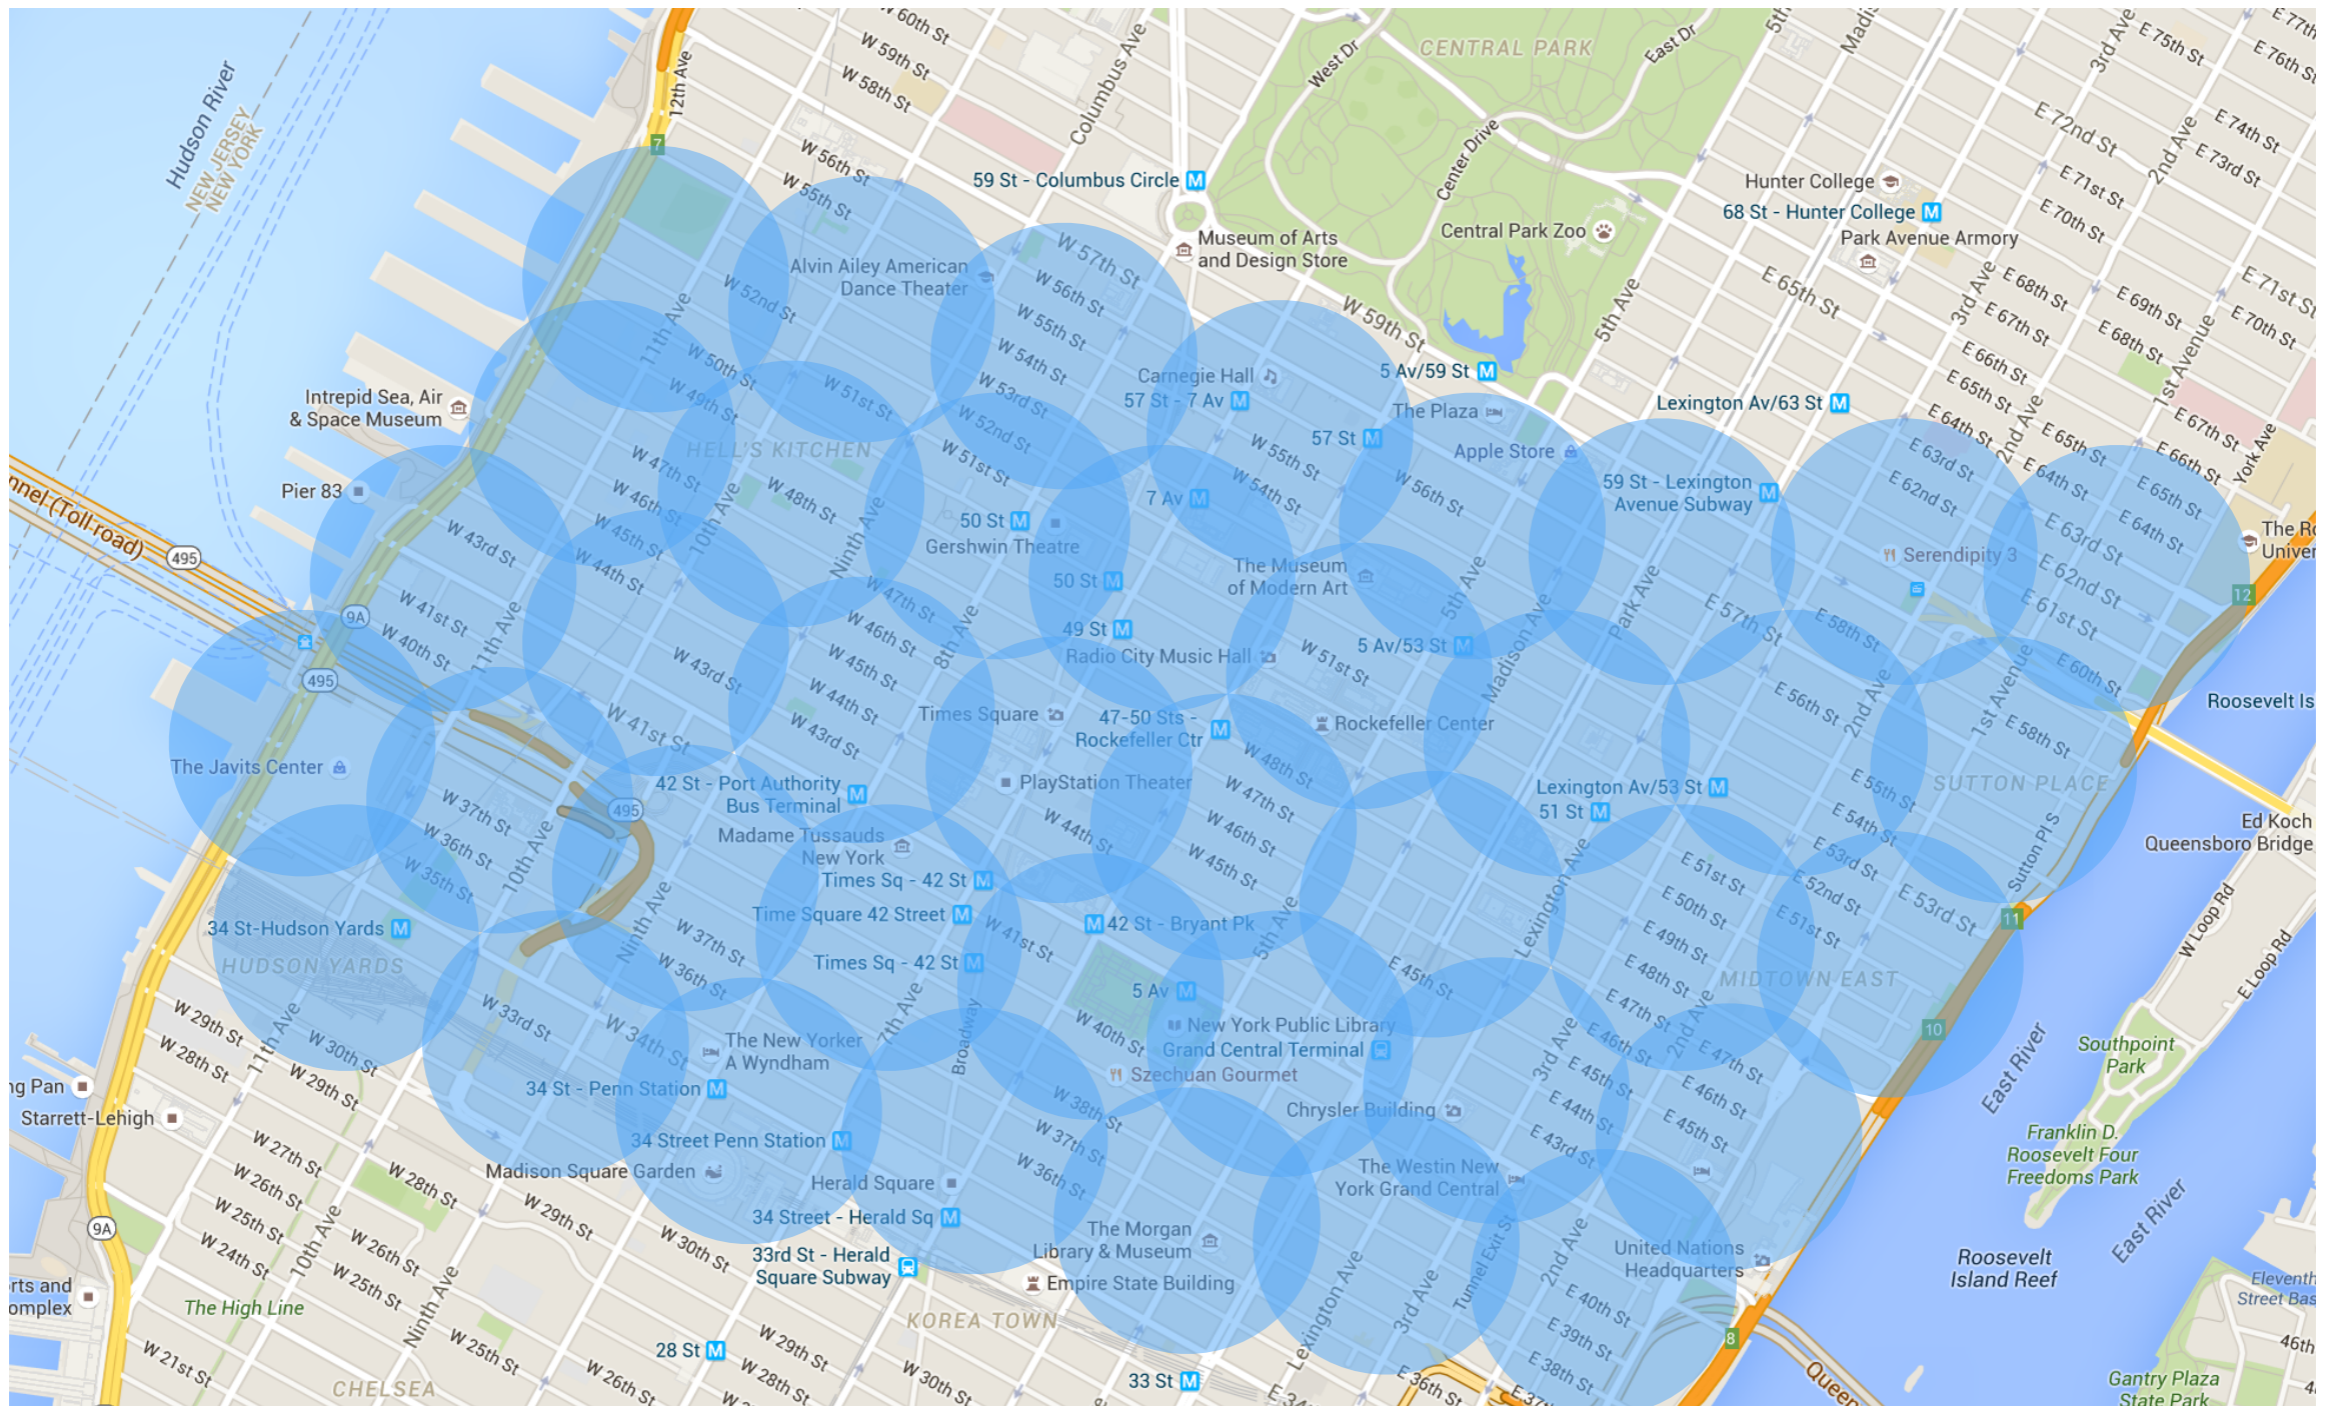 W 60th St
W 59th St
W 58th St
12th Ave
7
Columbus Ave
CENTRAL PARK
West Dr
East Dr
5th
3rd Ave
E 75th St
E 77th
E 76th St
Hudson River
NEW JERSEY
NEW YORK
W 56th St
W 55th St
59 St - Columbus Circle
Center Drive
E 72nd St
2nd Ave
E 74th St
E 73rd St
Hunter College
68 St - Hunter College
E 71st St
E 70th St
Museum of Arts
and Design Store
Central Park Zoo
Park Avenue Armory
Alvin Ailey American
Dance Theater
W 57th St
W 56th St
W 52nd St
W 55th St
W 54th St
W 59th St
5th Ave
E 65th St
3rd Ave
E 68th St
E 67th St
E 69th St
E 68th St
E 71st St
E 70th St
1st Avenue
11th Ave
W 50th St
W 49th St
W 51st St
W 53rd St
W 52nd St
Carnegie Hall
57 St - 7 Av
5 Av/59 St
The Plaza
Lexington Av/63 St
E 66th St
E 65th St
E 64th St
2nd Ave
E 65th St
E 67th St
E 66th St
York Ave
Intrepid Sea, Air
& Space Museum
HELL'S KITCHEN
57 St
Apple Store
W 55th St
W 54th St
W 56th St
W 51st St
59 St - Lexington
Avenue Subway
E 63rd St
E 62nd St
E 64th St
E 65th St
E 64th St
E 63rd St
E 62nd St
E 61st St
Pier 83
W 47th St
W 46th St
W 45th St
W 44th St
W 48th St
10th Ave
Ninth Ave
7 Av
50 St
Gershwin Theatre
50 St
The Museum
of Modern Art
Serendipity 3
12
nnel (Toll road)
495
W 43rd St
9A
W 41st St
W 40th St
11th Ave
W 47th St
W 46th St
W 45th St
W 44th St
W 43rd St
W 43rd St
8th Ave
49 St
Radio City Music Hall
W 51st St
5 Av/53 St
5th Ave
Madison Ave
Park Ave
E 57th St
E 58th St
E 56th St
E 60th St
1st Avenue
2nd Ave
E 58th St
Roosevelt Is
495
W 41st St
Times Square
47-50 Sts -
Rockefeller Ctr
Rockefeller Center
W 48th St
The Javits Center
42 St - Port Authority
Bus Terminal
PlayStation Theater
W 47th St
W 46th St
W 45th St
Lexington Av/53 St
51 St
E 55th St
E 54th St
E 53rd St
SUTTON PLACE
Sutton Pl S
Ed Koch
Queensboro Bridge
495
W 37th St
W 36th St
W 35th St
10th Ave
Madame Tussauds
New York
Times Sq - 42 St
Time Square 42 Street
W 44th St
W 41st St
42 St - Bryant Pk
5th Ave
Lexington Ave
E 51st St
E 50th St
E 49th St
E 48th St
E 47th St
E 52nd St
E 51st St
E 53rd St
11
W Loop Rd
E Loop Rd
34 St-Hudson Yards
HUDSON YARDS
Ninth Ave
W 37th St
W 36th St
Times Sq - 42 St
5 Av
E 45th St
MIDTOWN EAST
10
W 29th St
W 28th St
11th Ave
W 30th St
W 29th St
W 33rd St
W 34th St
The New Yorker
A Wyndham
7th Ave
Broadway
W 40th St
New York Public Library
Grand Central Terminal
Szechuan Gourmet
3rd Ave
2nd Ave
E 46th St
E 47th St
E 46th St
E 45th St
E 45th St
E 44th St
E 43rd St
East River
Southpoint
Park
ng Pan
Starrett-Lehigh
34 St - Penn Station
34 Street Penn Station
W 38th St
W 37th St
W 36th St
Chrysler Building
Franklin D.
Roosevelt Four
Freedoms Park
W 27th St
W 26th St
W 25th St
W 24th St
W 28th St
Madison Square Garden
Herald Square
34 Street - Herald Sq
The Westin New
York Grand Central
East River
9A
10th Ave
W 26th St
W 25th St
W 29th St
W 30th St
33rd St - Herald
Square Subway
The Morgan
Library & Museum
Empire State Building
Lexington Ave
3rd Ave
Tunnel Exit St
2nd Ave
United Nations
Headquarters
Roosevelt
Island Reef
Eleventh
Street Bas
rts and
omplex
The High Line
Ninth Ave
KOREA TOWN
E 40th St
E 39th St
E 38th St
8
46th
W 21st St
W 25th St
CHELSEA
28 St
W 29th St
W 28th St
W 26th St
W 30th St
33 St
E 36th St
E 37th
Queen
Gantry Plaza
State Park